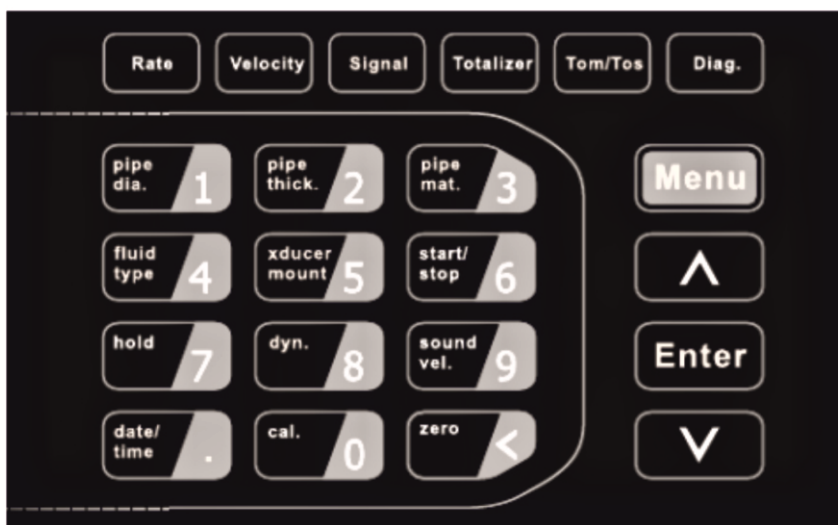 Rate Velocity Signal Totalizer Tom/Tos Diag.
pipe dia. 1
pipe thick. 2
pipe mat. 3
Menu
fluid type 4
xducer mount 5
start/ stop 6
∧
hold 7
dyn. 8
sound vel. 9
Enter
date/ time .
cal. 0
zero <
∨